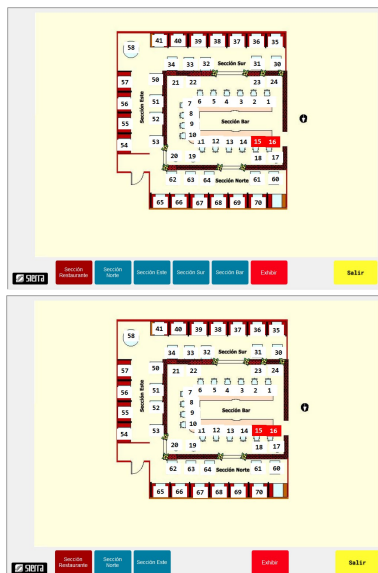 41 40 39 38 37 36 35
58
34 33 32 Sección Sur 31 30
57 50 21 22 23 24
56 51 7 6 5 4 3 2 1
Sección Este
8
55 52 9 Sección Bar
10
54 53 11 12 13 14 15 16
20 19 18 17
62 63 64 Sección Norte 61 60
65 66 67 68 69 70
sierra Sección Restaurante Sección Norte Sección Este Sección Sur Sección Bar Exhibir Salir
41 40 39 38 37 36 35
58
34 33 32 Sección Sur 31 30
57 50 21 22 23 24
56 51 7 6 5 4 3 2 1
Sección Este
8
55 52 9 Sección Bar
10
54 53 11 12 13 14 15 16
20 19 18 17
62 63 64 Sección Norte 61 60
65 66 67 68 69 70
sierra Sección Restaurante Sección Norte Sección Este Exhibir Salir